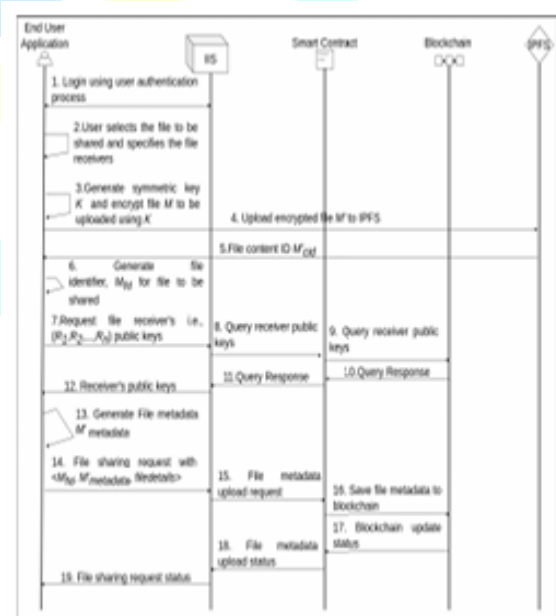 End User
Application
IIS
Smart Contract
Blockchain
IPFS
1. Login using user authentication
process
2.User selects the file to be
shared and specifies the file
receivers
3.Generate symmetric key
K and encrypt file M to be
uploaded using K
4. Upload encrypted file M' to IPFS
5.File content ID M'cid
6. Generate file
identifier, Mfid for file to be
shared
7.Request file receiver's i.e.,
(R1,R2,...,Rn) public keys
8. Query receiver public
keys
9. Query receiver public
keys
10.Query Response
11.Query Response
12. Receiver's public keys
13. Generate File metadata
M' metadata
14. File sharing request with
<Mfid, M'metadata, filedetails>
15. File metadata
upload request
16. Save file metadata to
blockchain
17. Blockchain update
status
18. File metadata
upload status
19. File sharing request status